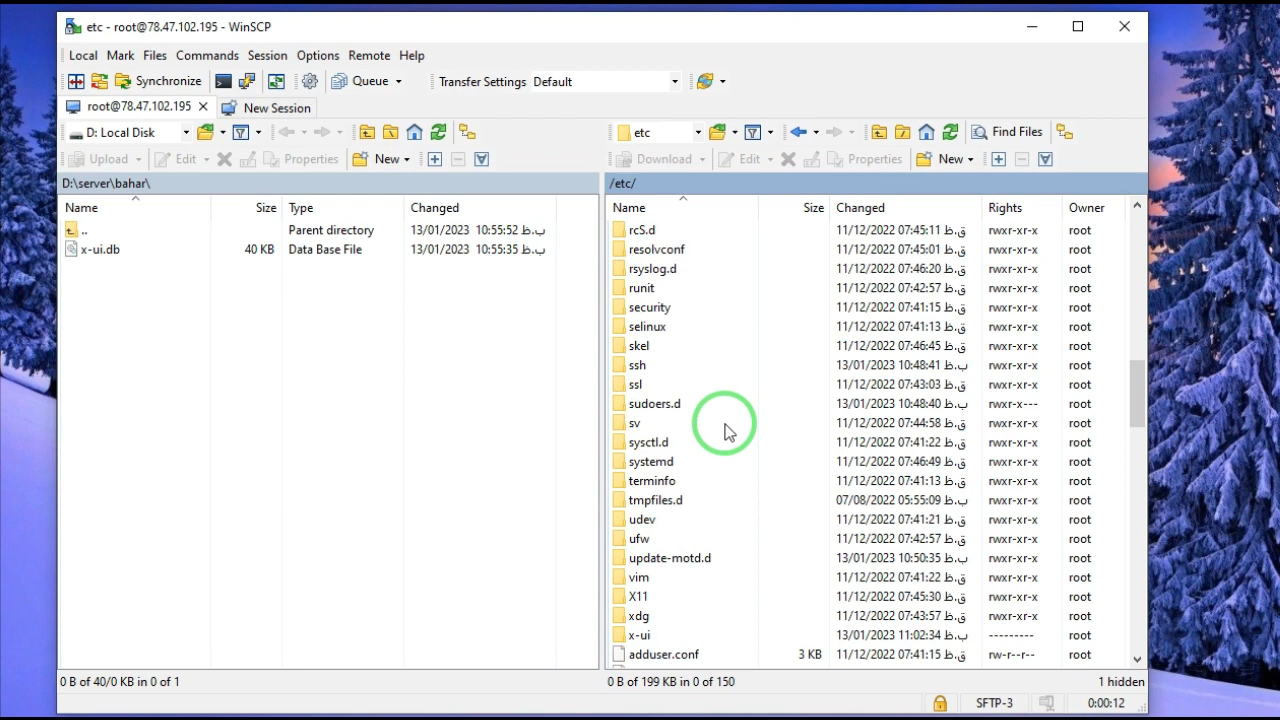 etc - root@78.47.102.195 - WinSCP
Local Mark Files Commands Session Options Remote Help
Synchronize Queue Transfer Settings Default
root@78.47.102.195 New Session
D: Local Disk etc Find Files
Upload Edit Properties New Download Edit Properties New
D:\server\bahar\ /etc/
Name Size Type Changed Name Size Changed Rights Owner
.. Parent directory 13/01/2023 10:55:52 ب.ظ rcS.d 11/12/2022 07:45:11 ق.ظ rwxr-xr-x root
x-ui.db 40 KB Data Base File 13/01/2023 10:55:35 ب.ظ resolvconf 11/12/2022 07:45:01 ق.ظ rwxr-xr-x root
rsyslog.d 11/12/2022 07:46:20 ق.ظ rwxr-xr-x root
runit 11/12/2022 07:42:57 ق.ظ rwxr-xr-x root
security 11/12/2022 07:41:15 ق.ظ rwxr-xr-x root
selinux 11/12/2022 07:41:13 ق.ظ rwxr-xr-x root
skel 11/12/2022 07:46:45 ق.ظ rwxr-xr-x root
ssh 13/01/2023 10:48:41 ب.ظ rwxr-xr-x root
ssl 11/12/2022 07:43:03 ق.ظ rwxr-xr-x root
sudoers.d 13/01/2023 10:48:40 ب.ظ rwxr-x--- root
sv 11/12/2022 07:44:58 ق.ظ rwxr-xr-x root
sysctl.d 11/12/2022 07:41:22 ق.ظ rwxr-xr-x root
systemd 11/12/2022 07:46:49 ق.ظ rwxr-xr-x root
terminfo 11/12/2022 07:41:13 ق.ظ rwxr-xr-x root
tmpfiles.d 07/08/2022 05:55:09 ب.ظ rwxr-xr-x root
udev 11/12/2022 07:41:21 ق.ظ rwxr-xr-x root
ufw 11/12/2022 07:42:57 ق.ظ rwxr-xr-x root
update-motd.d 13/01/2023 10:50:35 ب.ظ rwxr-xr-x root
vim 11/12/2022 07:41:22 ق.ظ rwxr-xr-x root
X11 11/12/2022 07:45:30 ق.ظ rwxr-xr-x root
xdg 11/12/2022 07:43:57 ق.ظ rwxr-xr-x root
x-ui 13/01/2023 11:02:34 ب.ظ --------- root
adduser.conf 3 KB 11/12/2022 07:41:15 ق.ظ rw-r--r-- root
0 B of 40/0 KB in 0 of 1 0 B of 199 KB in 0 of 150 1 hidden
SFTP-3 0:00:12